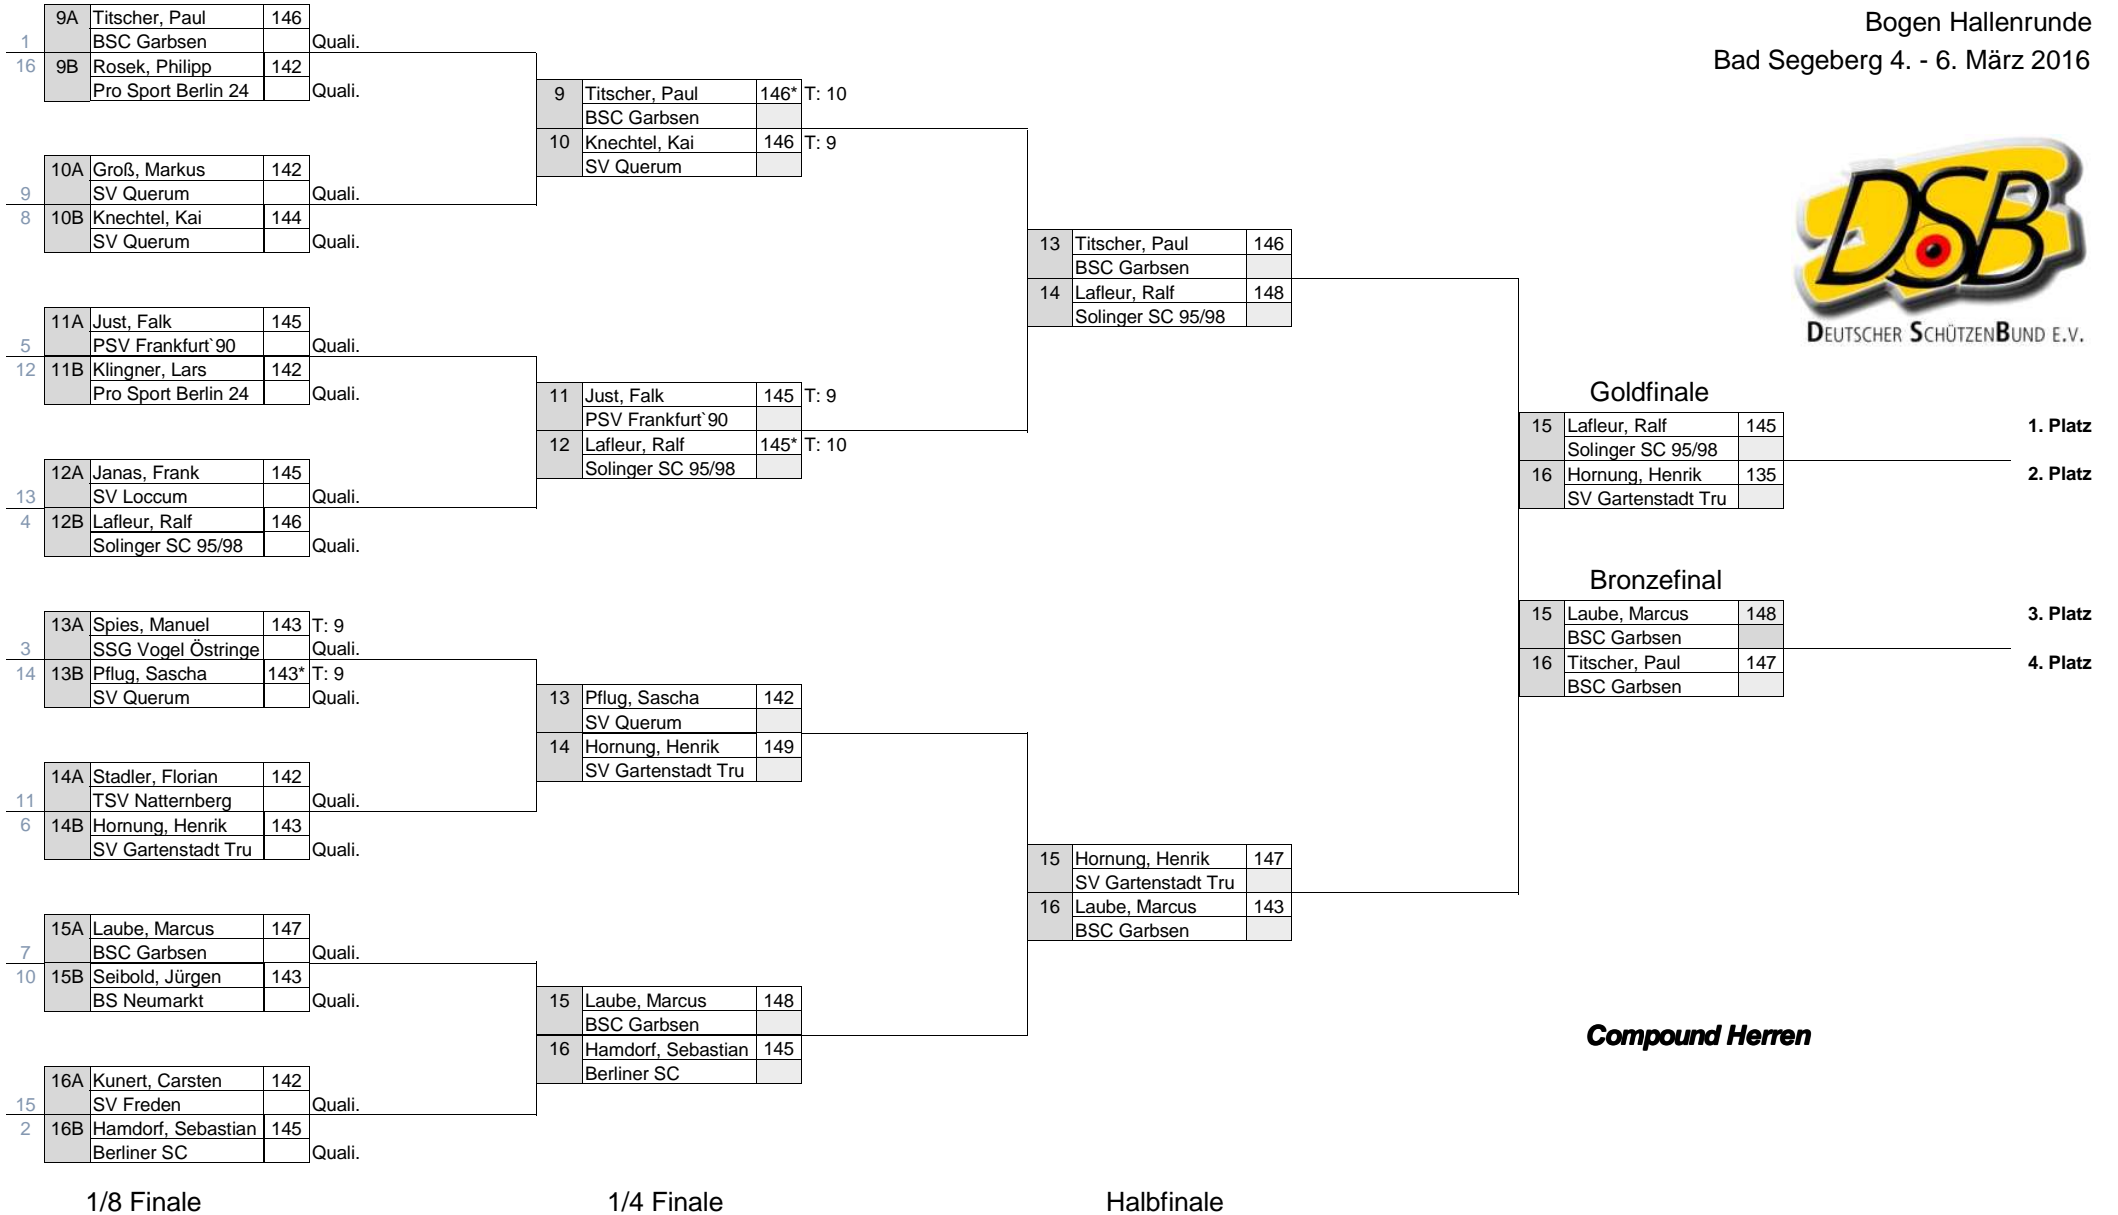 Bogen Hallenrunde
Bad Segeberg 4. - 6. März 2016
DSB
DEUTSCHER SCHÜTZENBUND E.V.
9A Titscher, Paul 146
1 BSC Garbsen Quali.
16 9B Rosek, Philipp 142
Pro Sport Berlin 24 Quali.
10A Groß, Markus 142
9 SV Querum Quali.
8 10B Knechtel, Kai 144
SV Querum Quali.
11A Just, Falk 145
5 PSV Frankfurt`90 Quali.
12 11B Klingner, Lars 142
Pro Sport Berlin 24 Quali.
12A Janas, Frank 145
13 SV Loccum Quali.
4 12B Lafleur, Ralf 146
Solinger SC 95/98 Quali.
13A Spies, Manuel 143 T: 9
3 SSG Vogel Östringe Quali.
14 13B Pflug, Sascha 143* T: 9
SV Querum Quali.
14A Stadler, Florian 142
11 TSV Natternberg Quali.
6 14B Hornung, Henrik 143
SV Gartenstadt Tru Quali.
15A Laube, Marcus 147
7 BSC Garbsen Quali.
10 15B Seibold, Jürgen 143
BS Neumarkt Quali.
16A Kunert, Carsten 142
15 SV Freden Quali.
2 16B Hamdorf, Sebastian 145
Berliner SC Quali.
1/8 Finale
9 Titscher, Paul 146* T: 10
BSC Garbsen
10 Knechtel, Kai 146 T: 9
SV Querum
11 Just, Falk 145 T: 9
PSV Frankfurt`90
12 Lafleur, Ralf 145* T: 10
Solinger SC 95/98
13 Pflug, Sascha 142
SV Querum
14 Hornung, Henrik 149
SV Gartenstadt Tru
15 Laube, Marcus 148
BSC Garbsen
16 Hamdorf, Sebastian 145
Berliner SC
1/4 Finale
13 Titscher, Paul 146
BSC Garbsen
14 Lafleur, Ralf 148
Solinger SC 95/98
15 Hornung, Henrik 147
SV Gartenstadt Tru
16 Laube, Marcus 143
BSC Garbsen
Halbfinale
Goldfinale
15 Lafleur, Ralf 145 1. Platz
Solinger SC 95/98
16 Hornung, Henrik 135 2. Platz
SV Gartenstadt Tru
Bronzefinal
15 Laube, Marcus 148 3. Platz
BSC Garbsen
16 Titscher, Paul 147 4. Platz
BSC Garbsen
Compound Herren